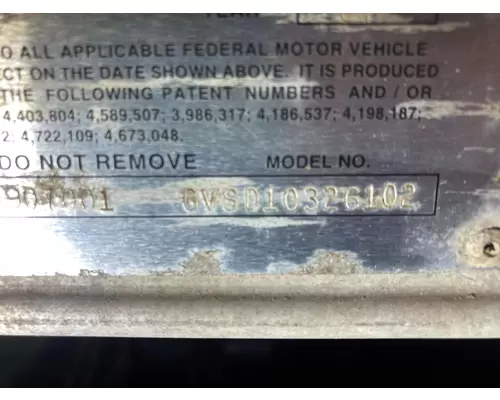 YEAR
O ALL APPLICABLE FEDERAL MOTOR VEHICLE
ECT ON THE DATE SHOWN ABOVE. IT IS PRODUCED
THE FOLLOWING PATENT NUMBERS AND / OR
4,403,804; 4,589,507; 3,986,317; 4,186,537; 4,198,187;
2; 4,722,109; 4,673,048.
DO NOT REMOVE MODEL NO.
GVSD10326102